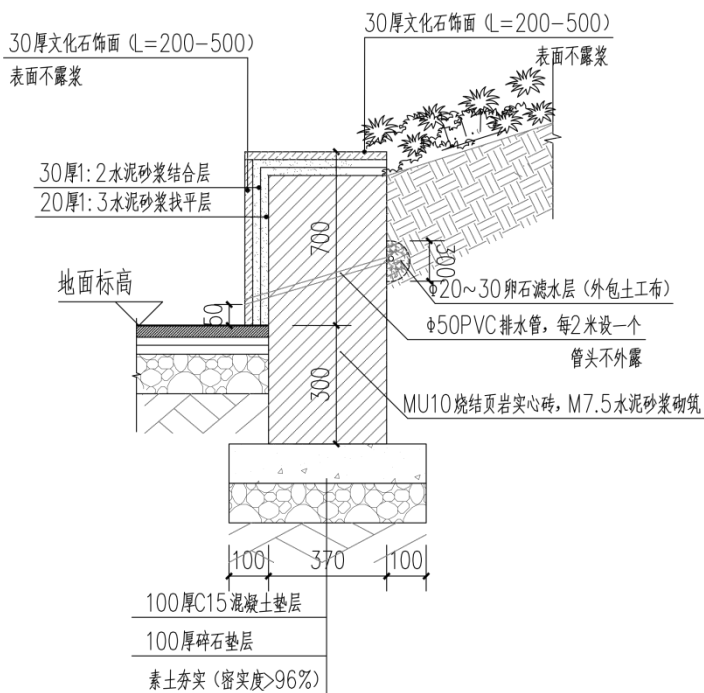 30厚文化石饰面（L=200-500）
表面不露浆
30厚文化石饰面（L=200-500）
表面不露浆
30厚1：2水泥砂浆结合层
20厚1：3水泥砂浆找平层
700
300
地面标高
50
Φ20~30卵石滤水层（外包土工布）
Φ50PVC排水管，每2米设一个
管头不外露
300
MU10烧结页岩实心砖，M7.5水泥砂浆砌筑
100
370
100
100厚C15混凝土垫层
100厚碎石垫层
素土夯实（密实度>96%）